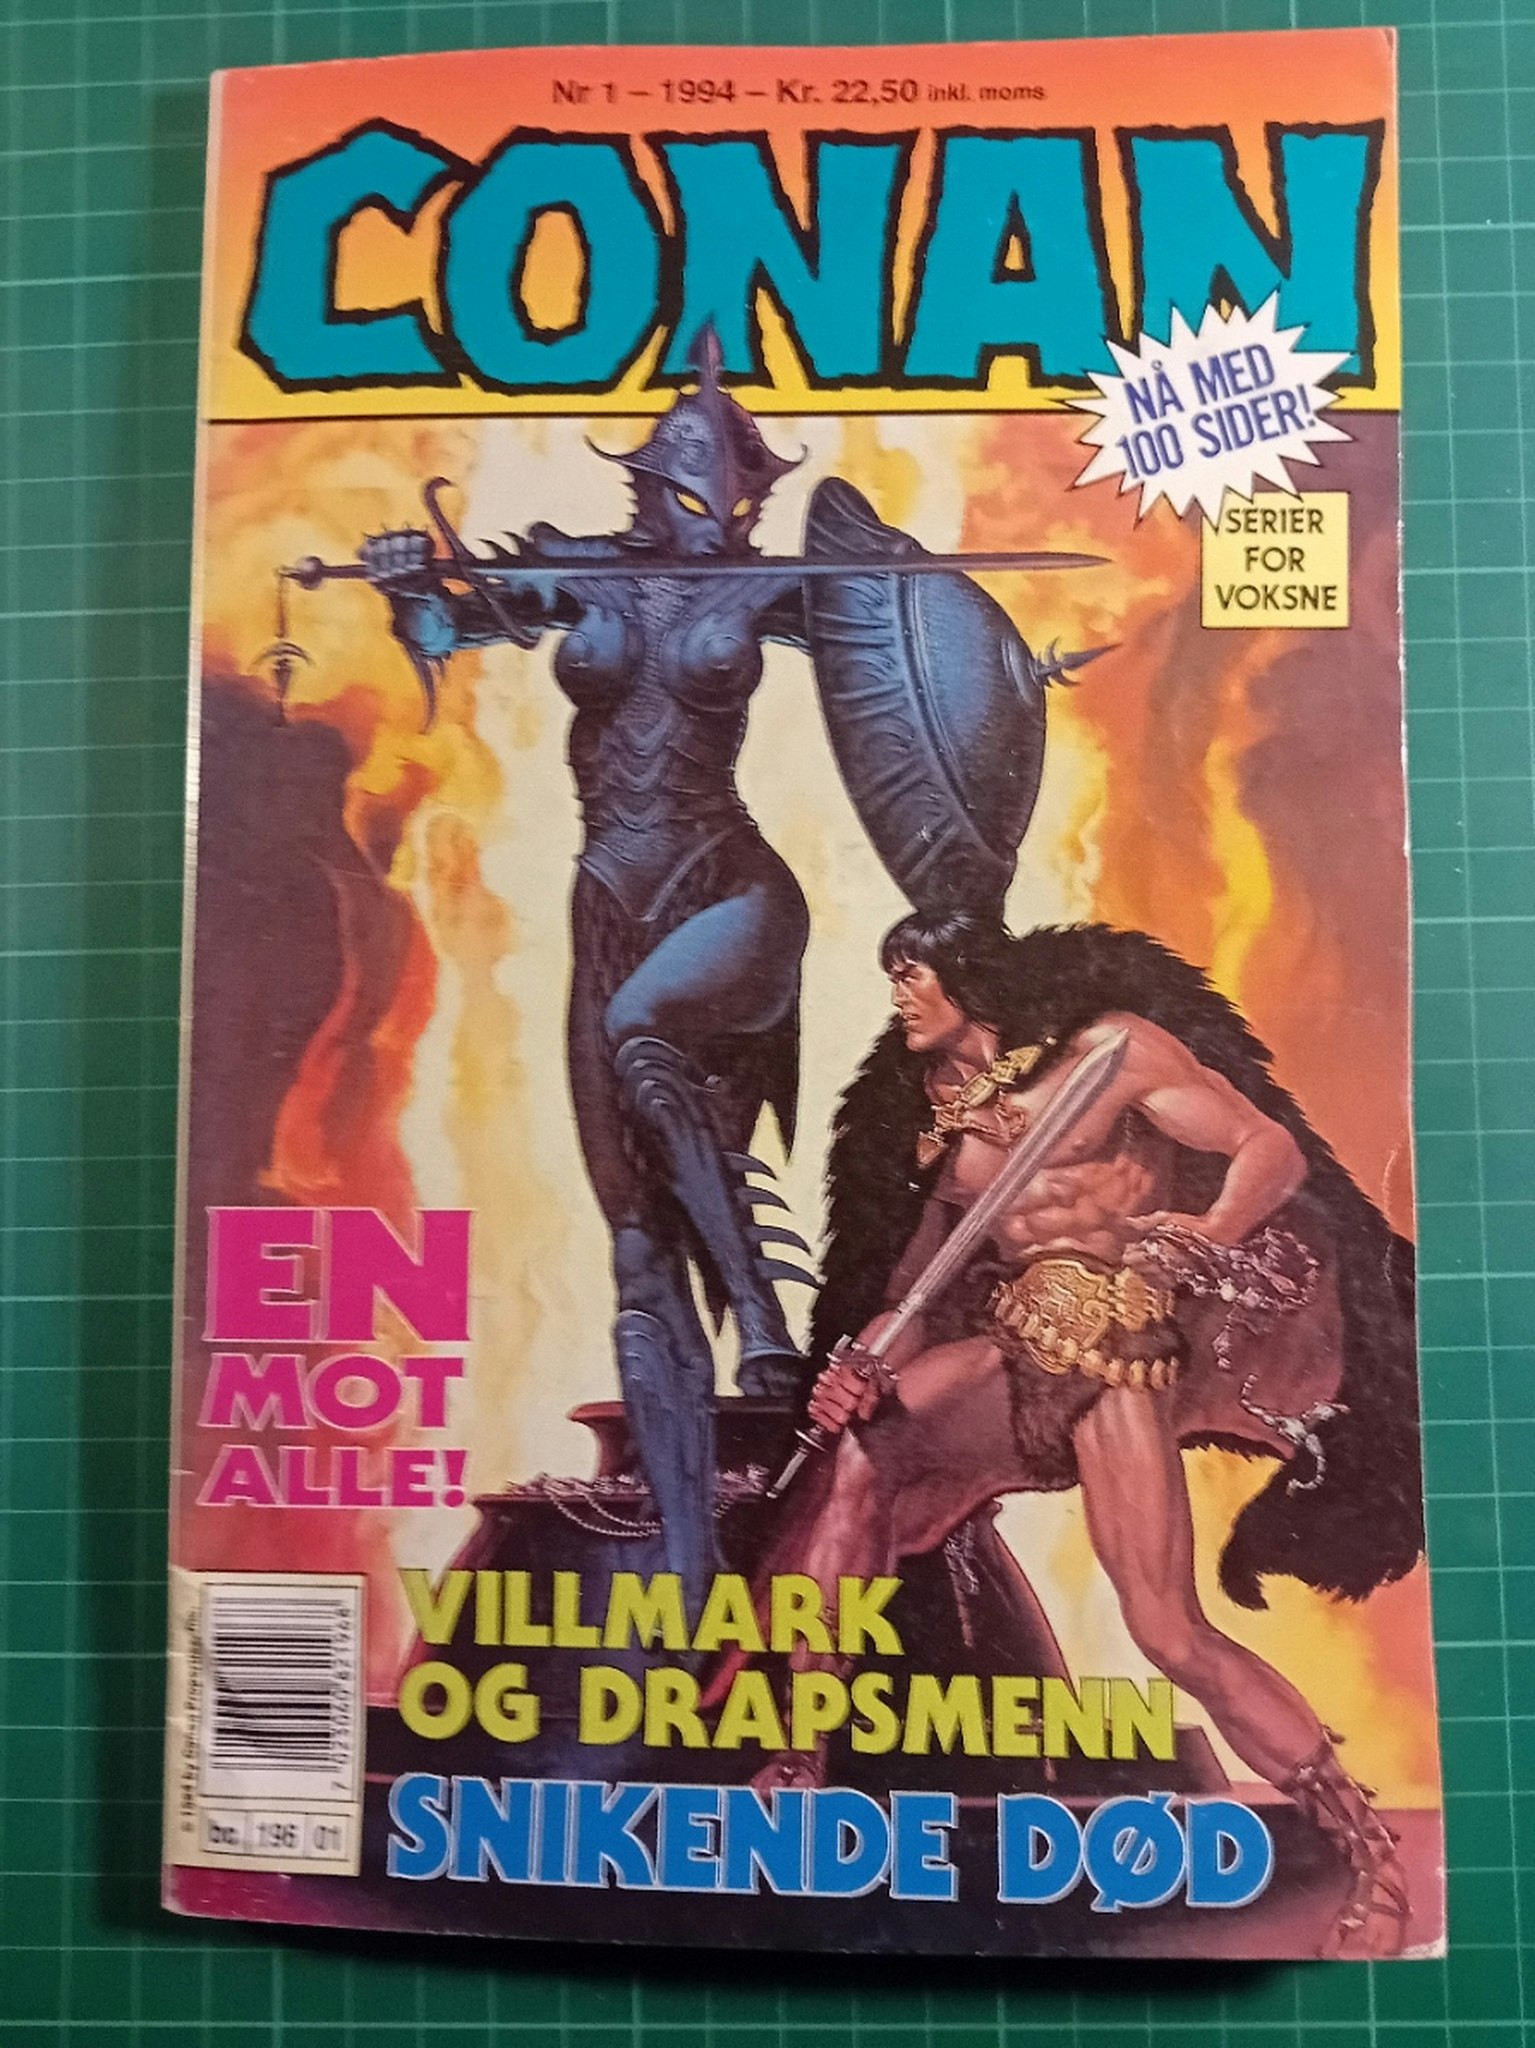 Nr 1 – 1994 – Kr. 22,50 inkl. moms
CONAN
NÅ MED
100 SIDER!
SERIER
FOR
VOKSNE
EN
MOT
ALLE!
VILLMARK
OG DRAPSMENN
SNIKENDE DØD
bc. 196 01